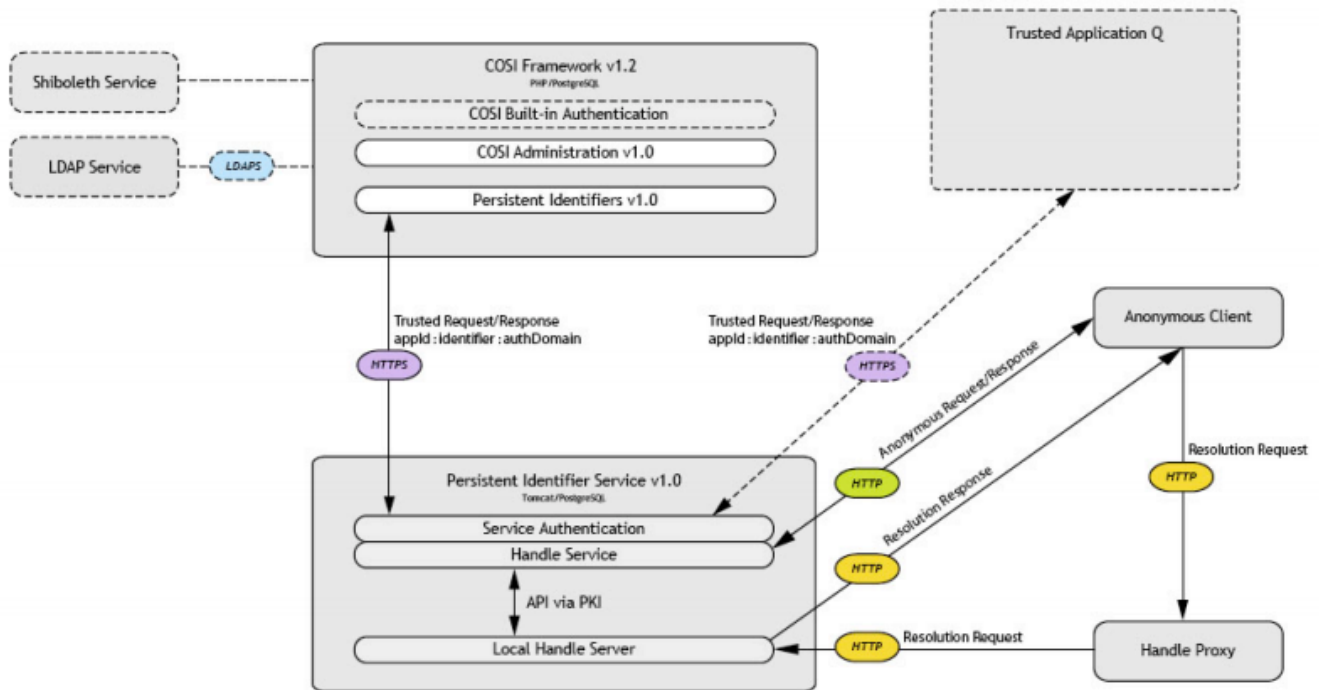 Trusted Application Q
COSI Framework v1.2
PHP/PostgreSQL
Shiboleth Service
COSI Built-in Authentication
COSI Administration v1.0
LDAP Service
LDAPS
Persistent Identifiers v1.0
Trusted Request/Response
appId:identifier:authDomain
HTTPS
Trusted Request/Response
appId:identifier:authDomain
HTTPS
Anonymous Client
Anonymous Request/Response
HTTP
Resolution Response
HTTP
Resolution Request
HTTP
Persistent Identifier Service v1.0
Tomcat/PostgreSQL
Service Authentication
Handle Service
API via PKI
Local Handle Server
Resolution Request
HTTP
Handle Proxy